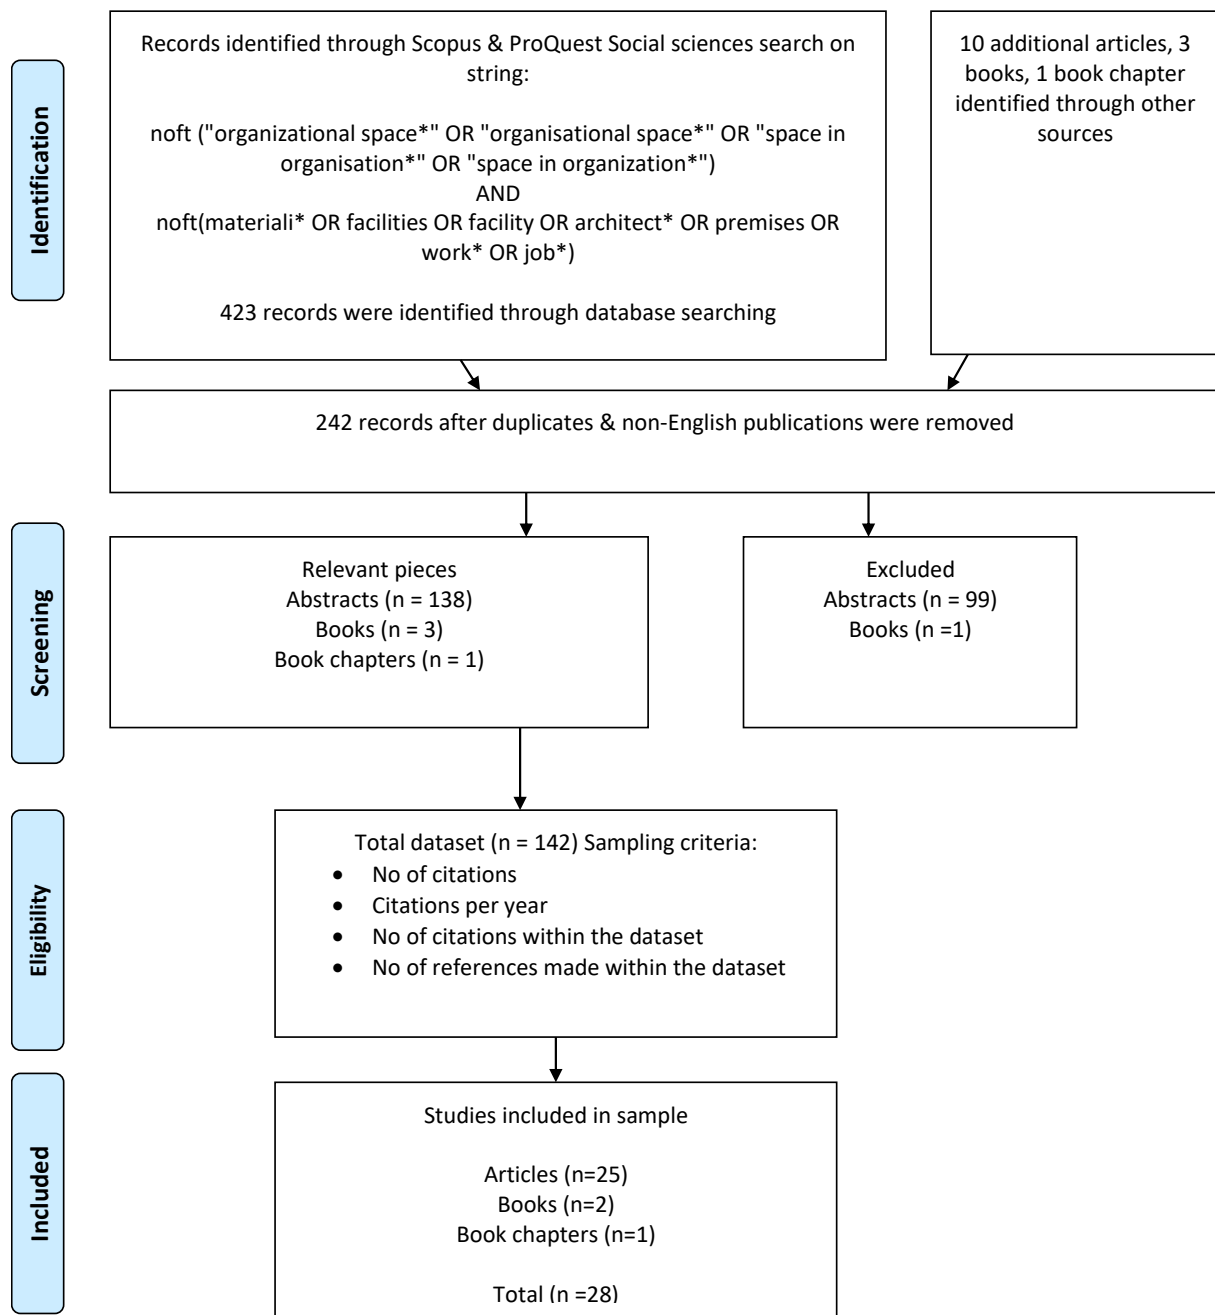 Identification
Records identified through Scopus & ProQuest Social sciences search on
string:
noft ("organizational space*" OR "organisational space*" OR "space in
organisation*" OR "space in organization*")
AND
noft(materiali* OR facilities OR facility OR architect* OR premises OR
work* OR job*)
423 records were identified through database searching
10 additional articles, 3
books, 1 book chapter
identified through other
sources
242 records after duplicates & non-English publications were removed
Screening
Relevant pieces
Abstracts (n = 138)
Books (n = 3)
Book chapters (n = 1)
Excluded
Abstracts (n = 99)
Books (n =1)
Eligibility
Total dataset (n = 142) Sampling criteria:
• No of citations
• Citations per year
• No of citations within the dataset
• No of references made within the dataset
Included
Studies included in sample
Articles (n=25)
Books (n=2)
Book chapters (n=1)
Total (n =28)